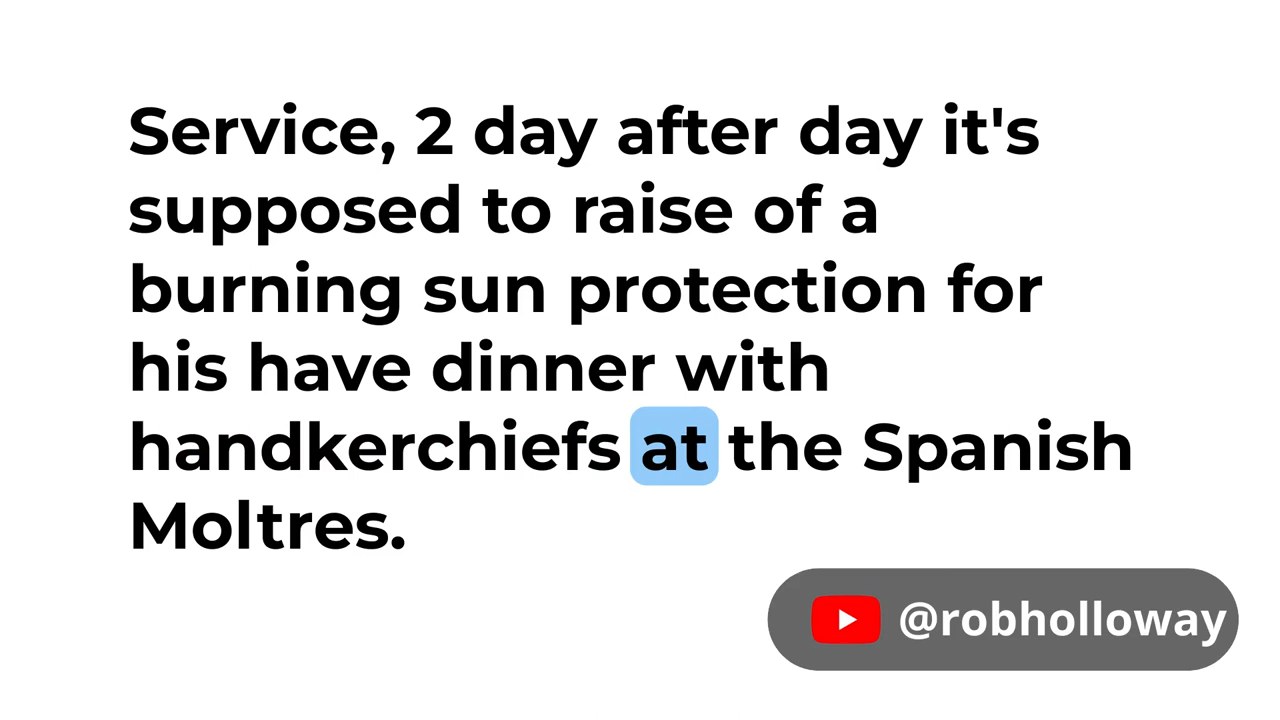 Service, 2 day after day it's
supposed to raise of a
burning sun protection for
his have dinner with
handkerchiefs at the Spanish
Moltres.
@robholloway